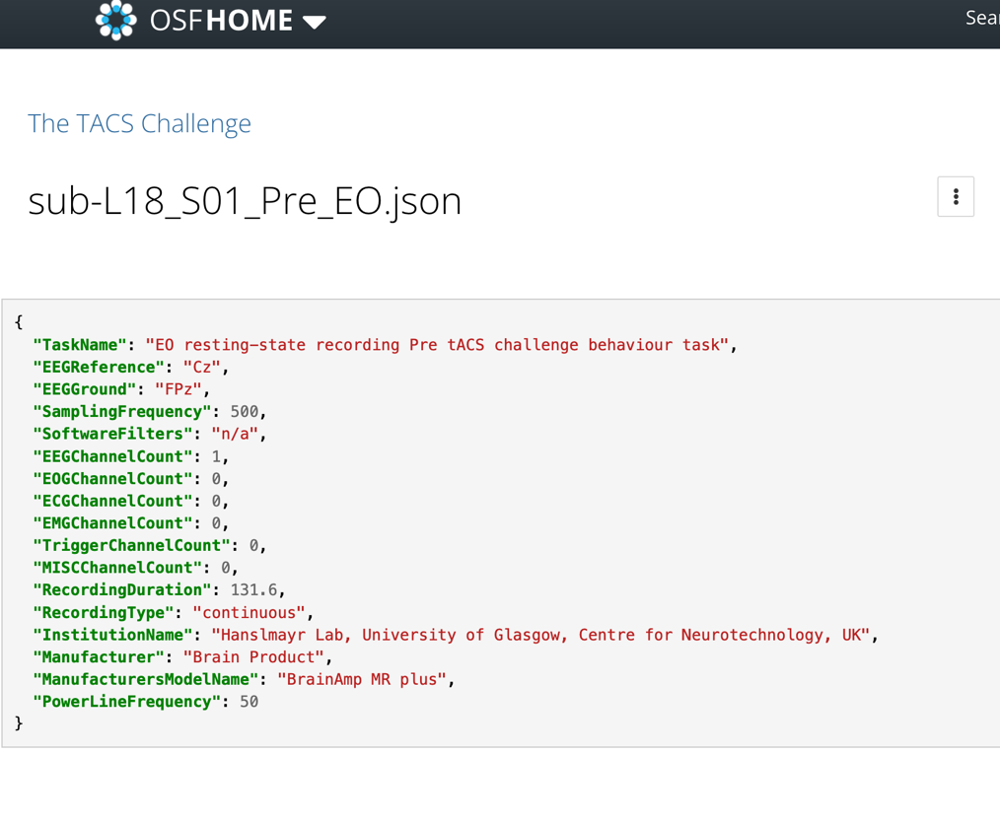 OSFHOME
Sear
The TACS Challenge
sub-L18_S01_Pre_EO.json
{
"TaskName": "EO resting-state recording Pre tACS challenge behaviour task",
"EEGReference": "Cz",
"EEGGround": "FPz",
"SamplingFrequency": 500,
"SoftwareFilters": "n/a",
"EEGChannelCount": 1,
"EOGChannelCount": 0,
"ECGChannelCount": 0,
"EMGChannelCount": 0,
"TriggerChannelCount": 0,
"MISCChannelCount": 0,
"RecordingDuration": 131.6,
"RecordingType": "continuous",
"InstitutionName": "Hanslmayr Lab, University of Glasgow, Centre for Neurotechnology, UK",
"Manufacturer": "Brain Product",
"ManufacturersModelName": "BrainAmp MR plus",
"PowerLineFrequency": 50
}